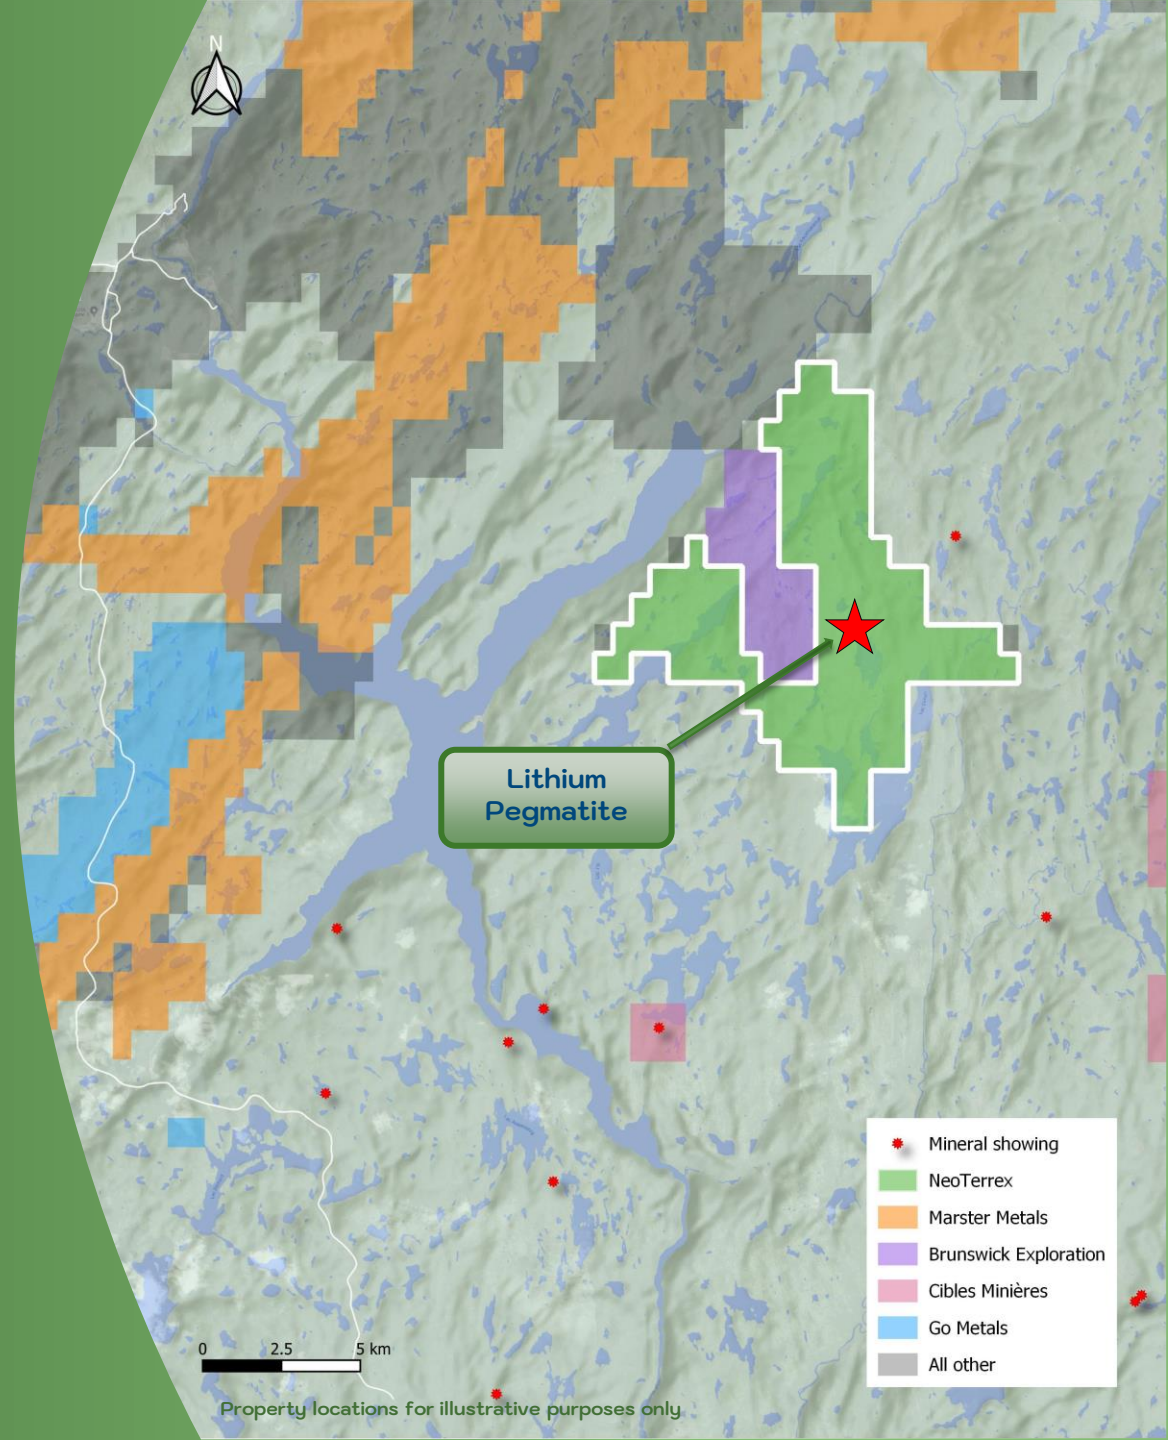 N
Lithium
Pegmatite
Mineral showing
NeoTerrex
Marster Metals
Brunswick Exploration
Cibles Minières
Go Metals
All other
0 2.5 5 km
Property locations for illustrative purposes only